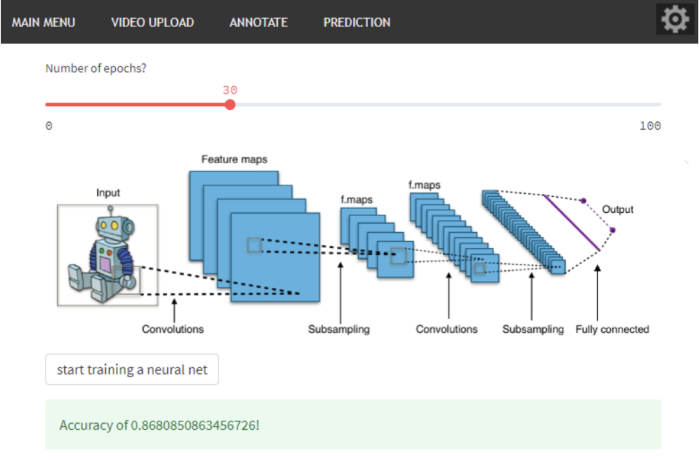 MAIN MENU VIDEO UPLOAD ANNOTATE PREDICTION
Number of epochs?
30
0 100
Feature maps
Input
f.maps
f.maps
Output
Convolutions Subsampling Convolutions Subsampling Fully connected
start training a neural net
Accuracy of 0.8680850863456726!